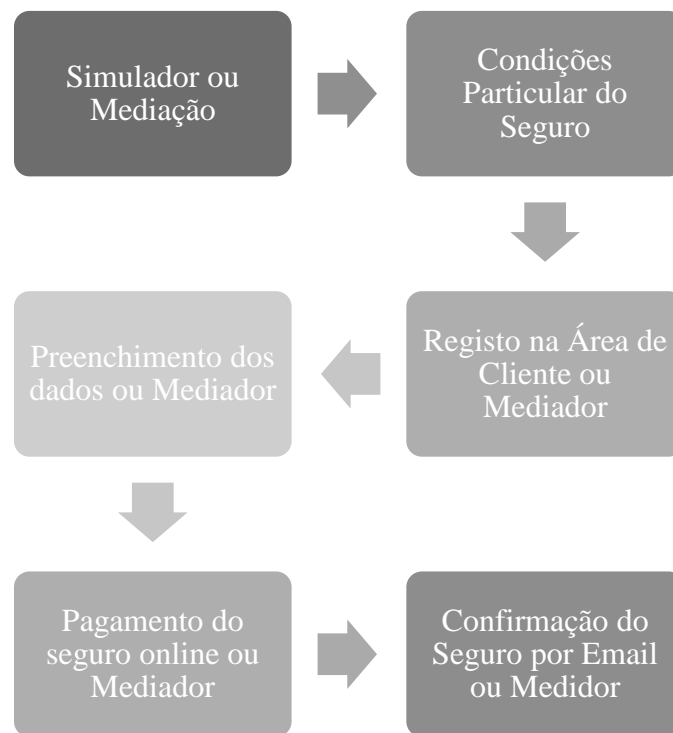 Simulador ou
Mediação
Condições
Particular do
Seguro
Registo na Área de
Cliente ou
Mediador
Preenchimento dos
dados ou Mediador
Pagamento do
seguro online ou
Mediador
Confirmação do
Seguro por Email
ou Medidor